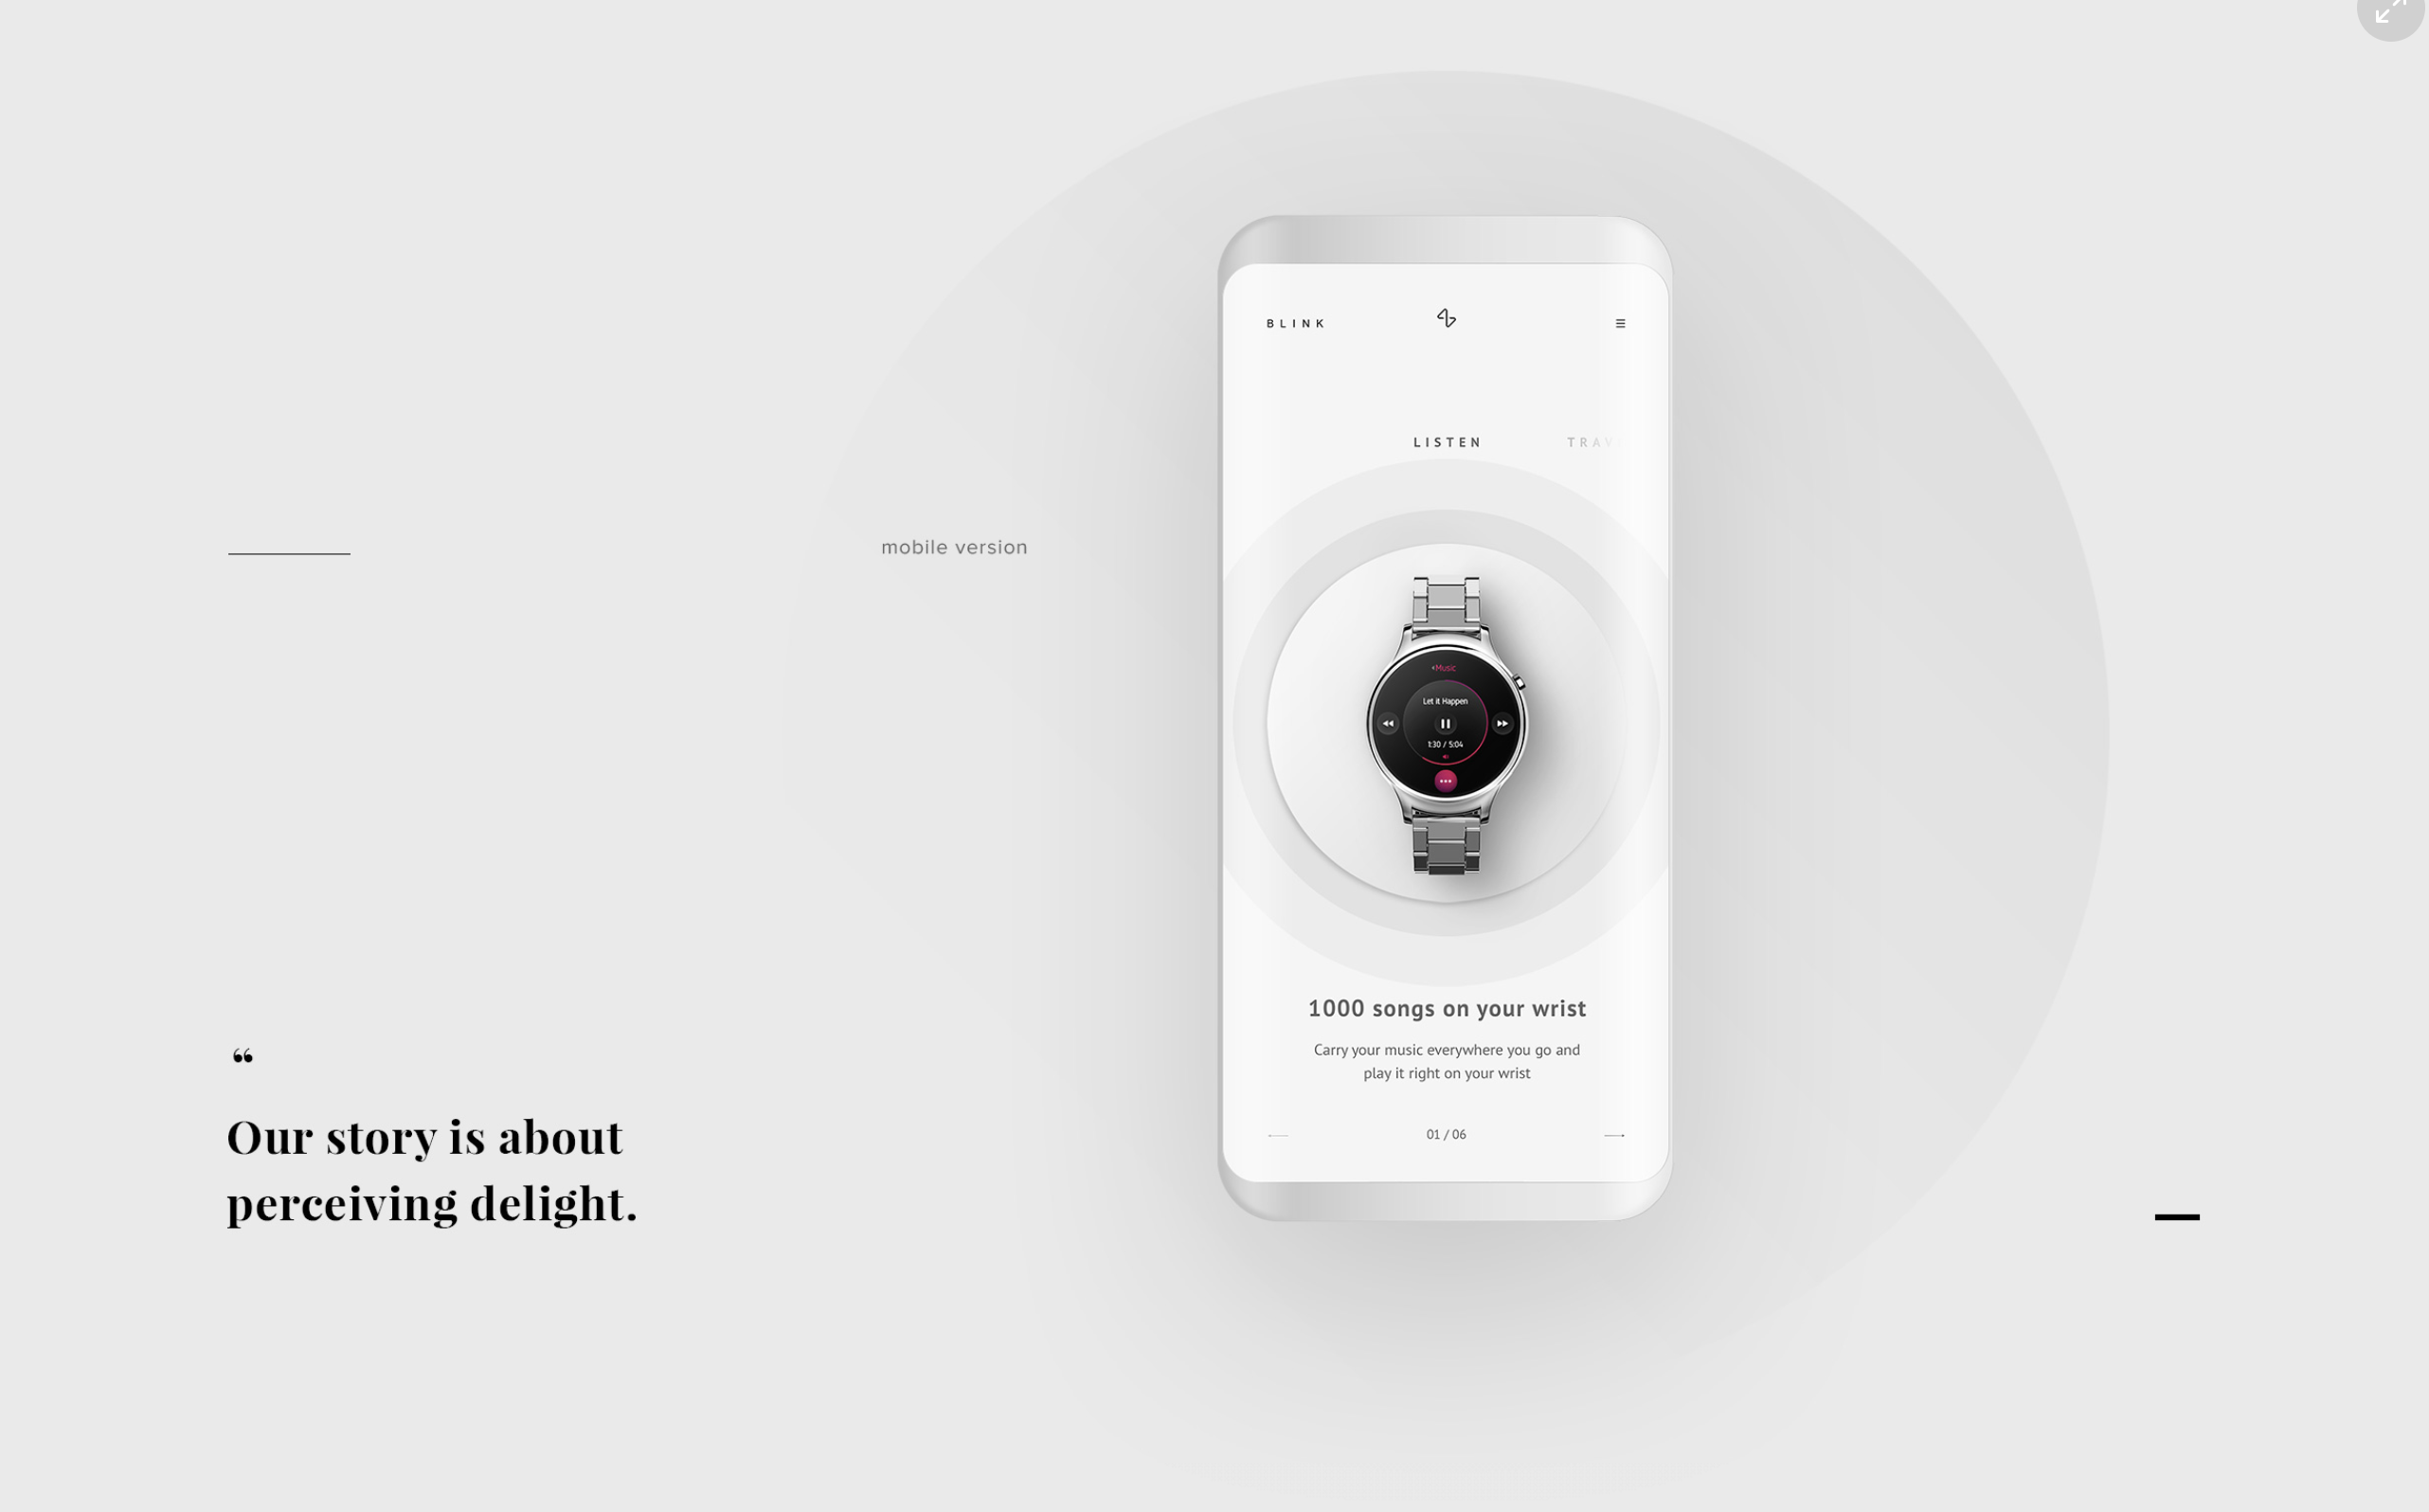 mobile version
“
Our story is about
perceiving delight.
BLINK
LISTEN
TRAV
‹Music
Let it Happen
1:30 / 5:04
1000 songs on your wrist
Carry your music everywhere you go and
play it right on your wrist
01 / 06